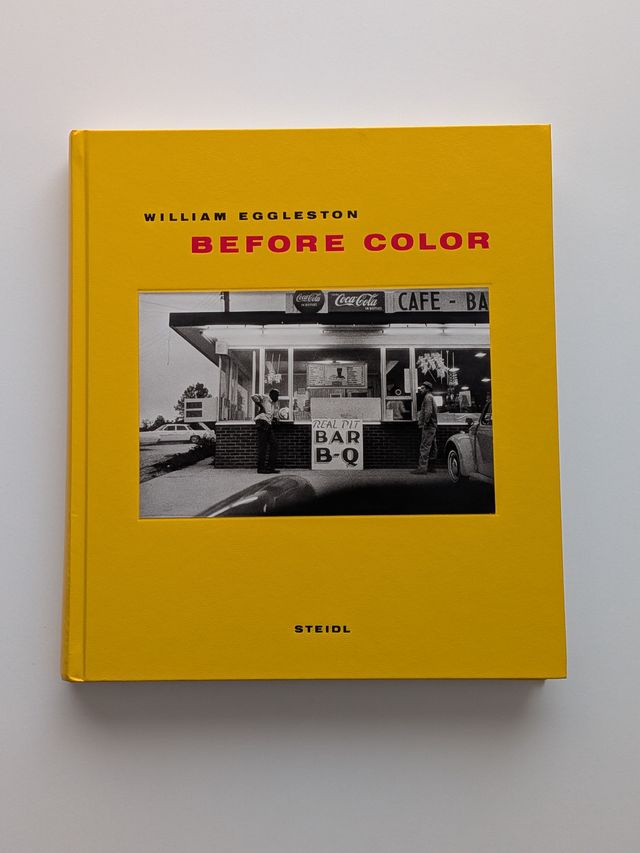 WILLIAM EGGLESTON
BEFORE COLOR
Coca-Cola
Coca-Cola
CAFE - BA
REAL PIT
BAR
B-Q
STEIDL